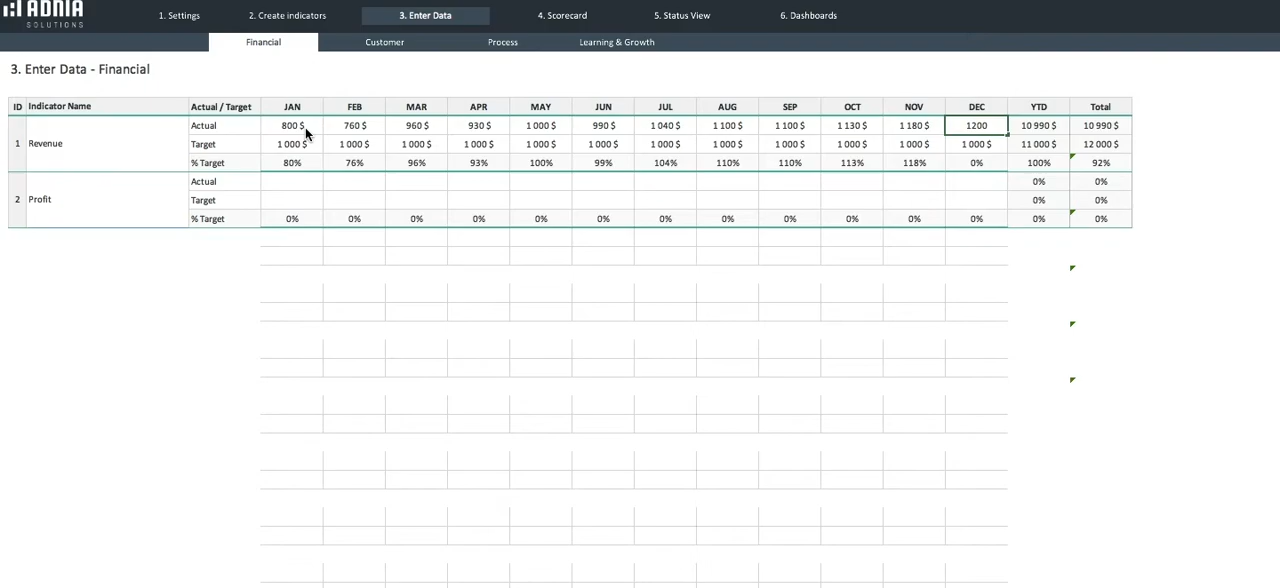 ADNIA
SOLUTIONS
1. Settings 2. Create indicators 3. Enter Data 4. Scorecard 5. Status View 6. Dashboards
Financial Customer Process Learning & Growth
3. Enter Data - Financial
ID Indicator Name Actual / Target JAN FEB MAR APR MAY JUN JUL AUG SEP OCT NOV DEC YTD Total
Actual 800 $ 760 $ 960 $ 930 $ 1 000 $ 990 $ 1 040 $ 1 100 $ 1 100 $ 1 130 $ 1 180 $ 1200 10 990 $ 10 990 $
1 Revenue Target 1 000 $ 1 000 $ 1 000 $ 1 000 $ 1 000 $ 1 000 $ 1 000 $ 1 000 $ 1 000 $ 1 000 $ 1 000 $ 1 000 $ 11 000 $ 12 000 $
% Target 80% 76% 96% 93% 100% 99% 104% 110% 110% 113% 118% 0% 100% 92%
Actual 0% 0%
2 Profit Target 0% 0%
% Target 0% 0% 0% 0% 0% 0% 0% 0% 0% 0% 0% 0% 0% 0%